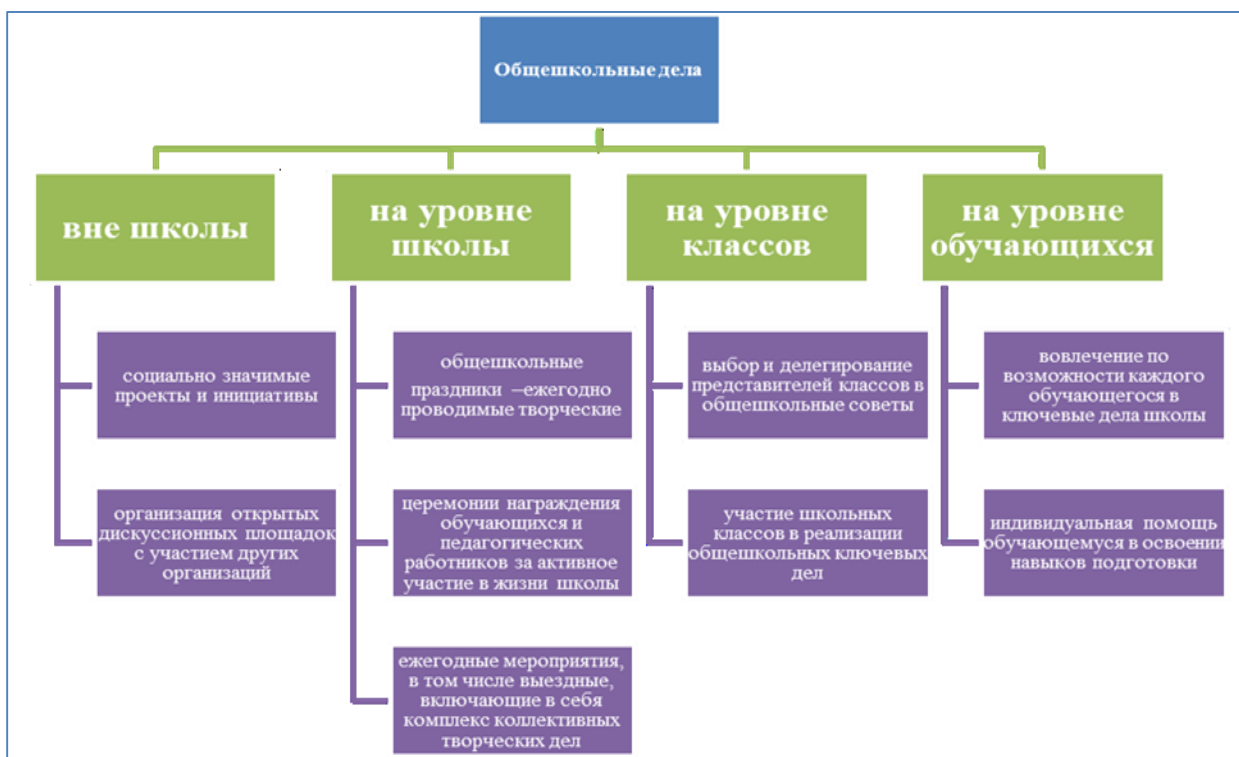 Общешкольные дела
вне школы
на уровне
школы
на уровне
классов
на уровне
обучающихся
социально значимые
проекты и инициативы
организация открытых
дискуссионных площадок
с участием других
организаций
общешкольные
праздники –ежегодно
проводимые творческие
церемонии награждения
обучающихся и
педагогических
работников за активное
участие в жизни школы
ежегодные мероприятия,
в том числе выездные,
включающие в себя
комплекс коллективных
творческих дел
выбор и делегирование
представителей классов в
общешкольные советы
участие школьных
классов в реализации
общешкольных ключевых
дел
вовлечение по
возможности каждого
обучающегося в
ключевые дела школы
индивидуальная помощь
обучающемуся в освоении
навыков подготовки